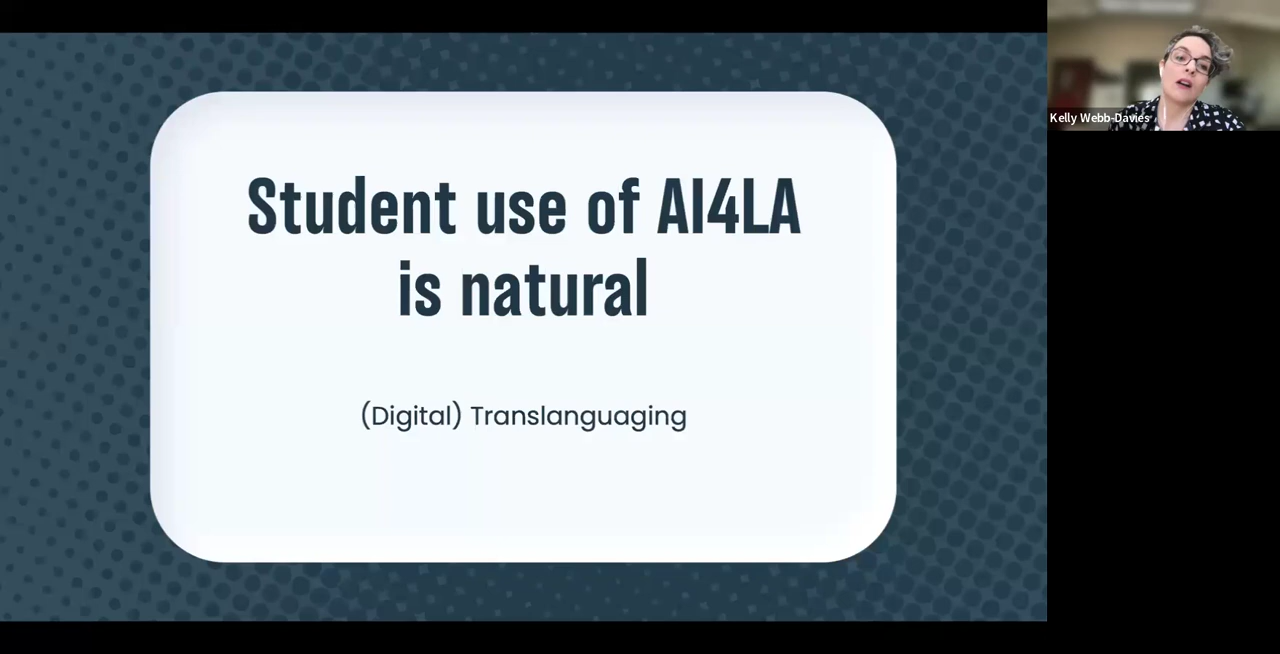 Student use of AI4LA
is natural
(Digital) Translanguaging
Kelly Webb-Davies